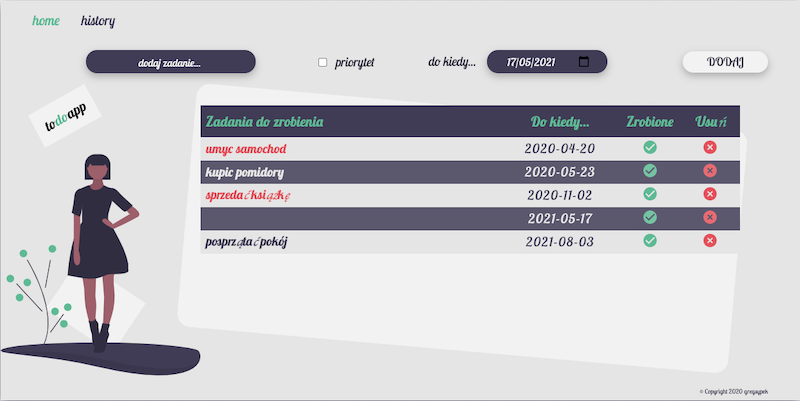 home history
dodaj zadanie... priorytet do kiedy... 17/05/2021 DODAJ
todoapp
Zadania do zrobienia Do kiedy... Zrobione Usuń
umyc samochod 2020-04-20
kupic pomidory 2020-05-23
sprzedać książkę 2020-11-02
2021-05-17
posprzątać pokój 2021-08-03
© Copyright 2020 gregaypek